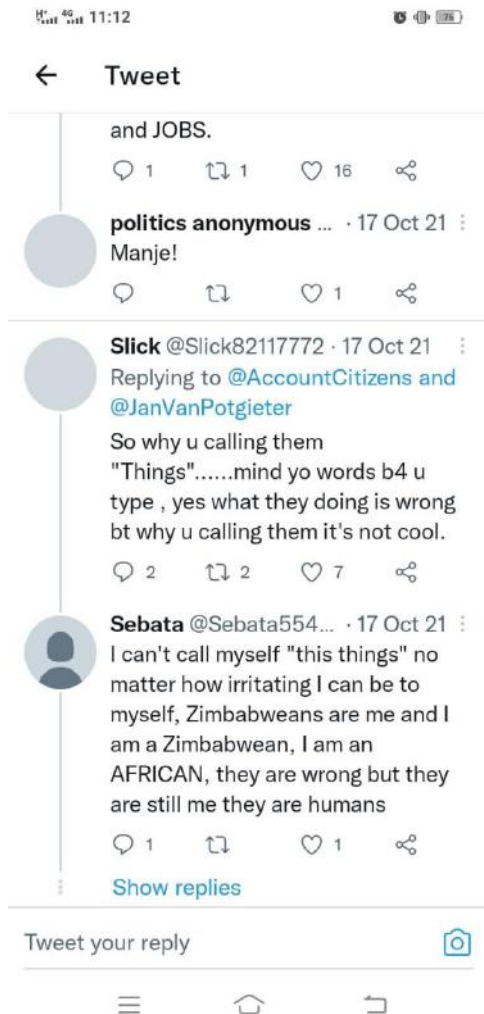 H+ 4G 11:12 76
Tweet
and JOBS.
1 1 16
politics anonymous ... · 17 Oct 21
Manje!
1
Slick @Slick82117772 · 17 Oct 21
Replying to @AccountCitizens and
@JanVanPotgieter
So why u calling them
"Things"......mind yo words b4 u
type , yes what they doing is wrong
bt why u calling them it's not cool.
2 2 7
Sebata @Sebata554... · 17 Oct 21
I can't call myself "this things" no
matter how irritating I can be to
myself, Zimbabweans are me and I
am a Zimbabwean, I am an
AFRICAN, they are wrong but they
are still me they are humans
1 1
Show replies
Tweet your reply